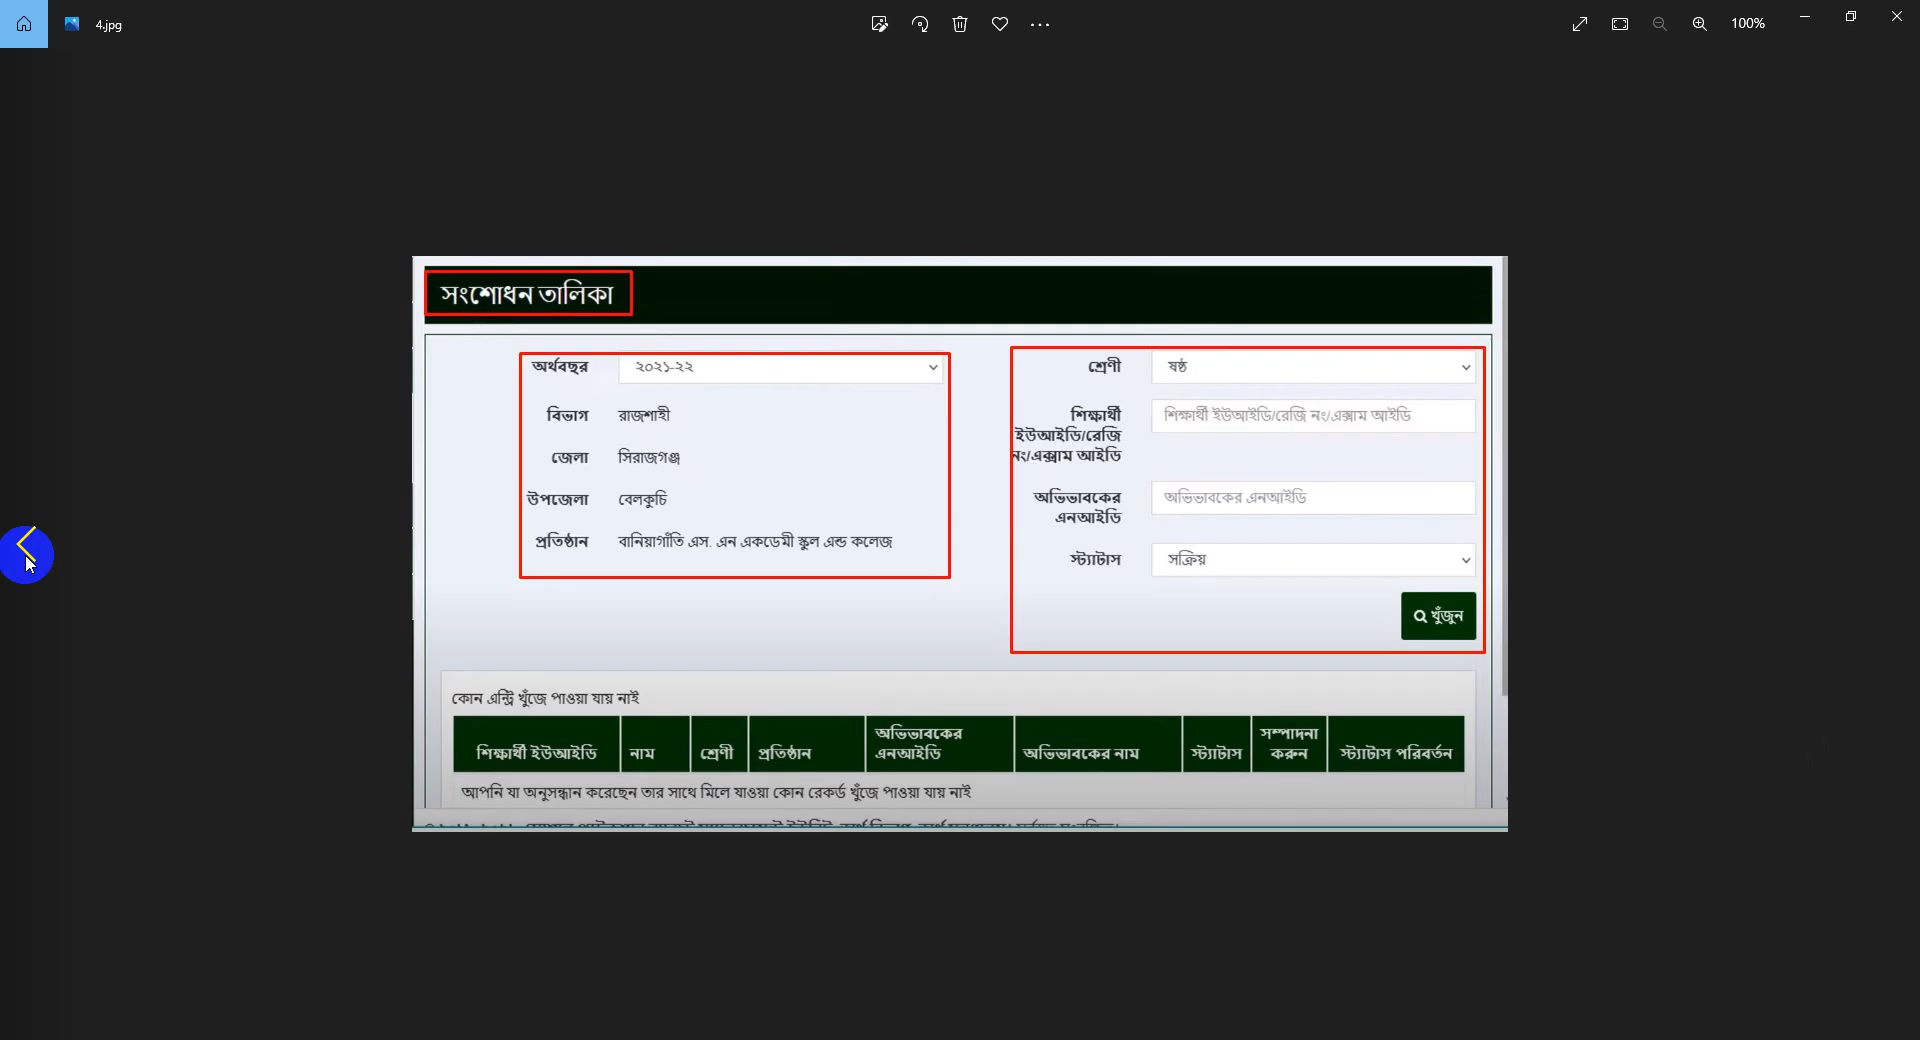 4.jpg
100%
সংশোধন তালিকা
অর্থবছর ২০২১-২২
বিভাগ রাজশাহী
জেলা সিরাজগঞ্জ
উপজেলা বেলকুচি
প্রতিষ্ঠান বানিয়াগাঁতি এস. এন একডেমী স্কুল এন্ড কলেজ
শ্রেণী ষষ্ঠ
শিক্ষার্থী
ইউআইডি/রেজি
নং/এক্সাম আইডি
শিক্ষার্থী ইউআইডি/রেজি নং/এক্সাম আইডি
অভিভাবকের
এনআইডি
অভিভাবকের এনআইডি
স্ট্যাটাস সক্রিয়
খুঁজুন
কোন এন্ট্রি খুঁজে পাওয়া যায় নাই
শিক্ষার্থী ইউআইডি নাম শ্রেণী প্রতিষ্ঠান অভিভাবকের এনআইডি অভিভাবকের নাম স্ট্যাটাস সম্পাদনা করুন স্ট্যাটাস পরিবর্তন
আপনি যা অনুসন্ধান করেছেন তার সাথে মিলে যাওয়া কোন রেকর্ড খুঁজে পাওয়া যায় নাই